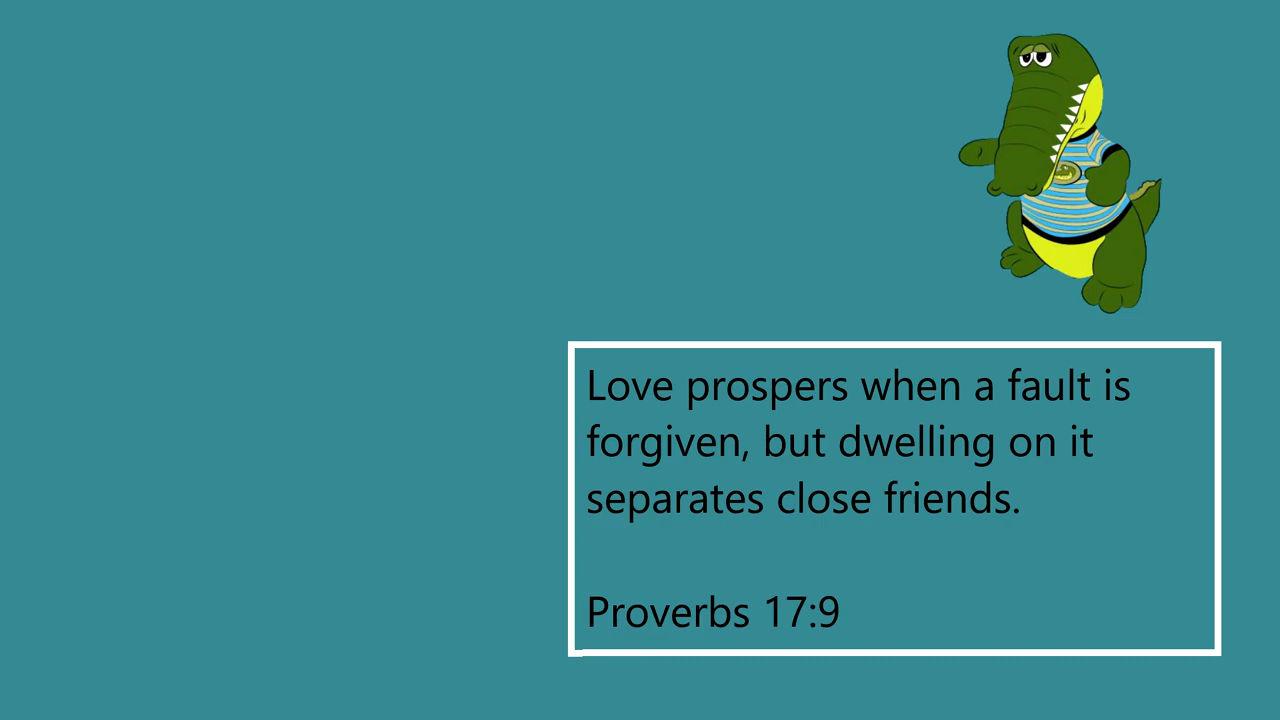 Love prospers when a fault is
forgiven, but dwelling on it
separates close friends.
Proverbs 17:9